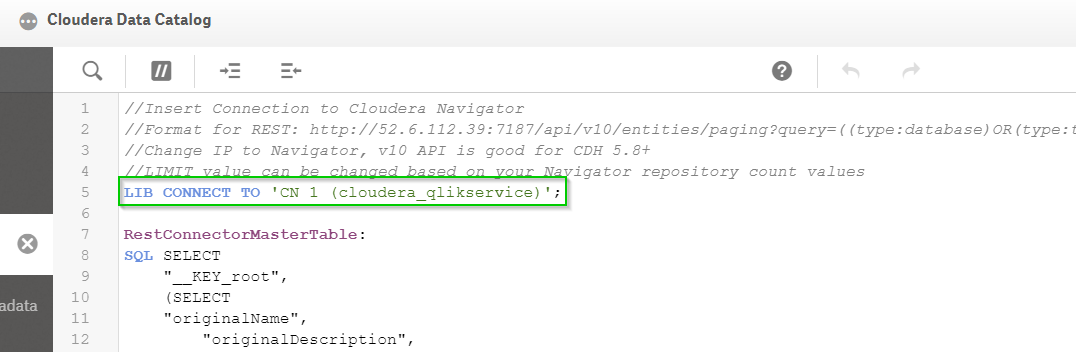 Cloudera Data Catalog
1 //Insert Connection to Cloudera Navigator
2 //Format for REST: http://52.6.112.39:7187/api/v10/entities/paging?query=((type:database)OR(type:t
3 //Change IP to Navigator, v10 API is good for CDH 5.8+
4 //LIMIT value can be changed based on your Navigator repository count values
5 LIB CONNECT TO 'CN 1 (cloudera_qlikservice)';
6
7 RestConnectorMasterTable:
8 SQL SELECT
9 "__KEY_root",
10 (SELECT
11 "originalName",
12 "originalDescription",
adata